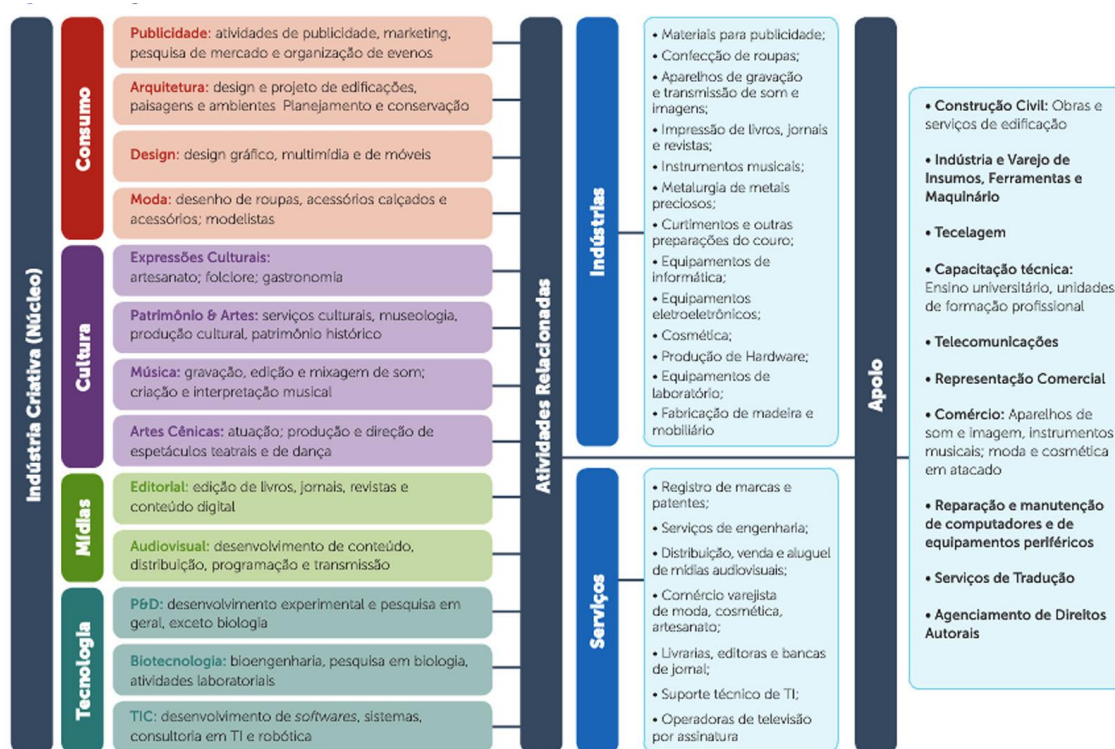 Indústria Criativa (Núcleo)
Consumo
Publicidade: atividades de publicidade, marketing,
pesquisa de mercado e organização de evenos
Arquitetura: design e projeto de edificações,
paisagens e ambientes Planejamento e conservação
Design: design gráfico, multimídia e de móveis
Moda: desenho de roupas, acessórios calçados e
acessórios; modelistas
Cultura
Expressões Culturais:
artesanato; folclore; gastronomia
Patrimônio & Artes: serviços culturais, museologia,
produção cultural, patrimônio histórico
Música: gravação, edição e mixagem de som;
criação e interpretação musical
Artes Cênicas: atuação; produção e direção de
espetáculos teatrais e de dança
Mídias
Editorial: edição de livros, jornais, revistas e
conteúdo digital
Audiovisual: desenvolvimento de conteúdo,
distribuição, programação e transmissão
Tecnologia
P&D: desenvolvimento experimental e pesquisa em
geral, exceto biologia
Biotecnologia: bioengenharia, pesquisa em biologia,
atividades laboratoriais
TIC: desenvolvimento de softwares, sistemas,
consultoria em TI e robótica
Atividades Relacionadas
Indústrias
• Materiais para publicidade;
• Confecção de roupas;
• Aparelhos de gravação
e transmissão de som e
imagens;
• Impressão de livros, jornais
e revistas;
• Instrumentos musicais;
• Metalurgia de metais
preciosos;
• Curtimentos e outras
preparações do couro;
• Equipamentos de
informática;
• Equipamentos
eletroeletrônicos;
• Cosmética;
• Produção de Hardware;
• Equipamentos de
laboratório;
• Fabricação de madeira e
mobiliário
Serviços
• Registro de marcas e
patentes;
• Serviços de engenharia;
• Distribuição, venda e aluguel
de mídias audiovisuais;
• Comércio varejista
de moda, cosmética,
artesanato;
• Livrarias, editoras e bancas
de jornal;
• Suporte técnico de TI;
• Operadoras de televisão
por assinatura
Apoio
• Construção Civil: Obras e
serviços de edificação
• Indústria e Varejo de
Insumos, Ferramentas e
Maquinário
• Tecelagem
• Capacitação técnica:
Ensino universitário, unidades
de formação profissional
• Telecomunicações
• Representação Comercial
• Comércio: Aparelhos de
som e imagem, instrumentos
musicais; moda e cosmética
em atacado
• Reparação e manutenção
de computadores e de
equipamentos periféricos
• Serviços de Tradução
• Agenciamento de Direitos
Autorais